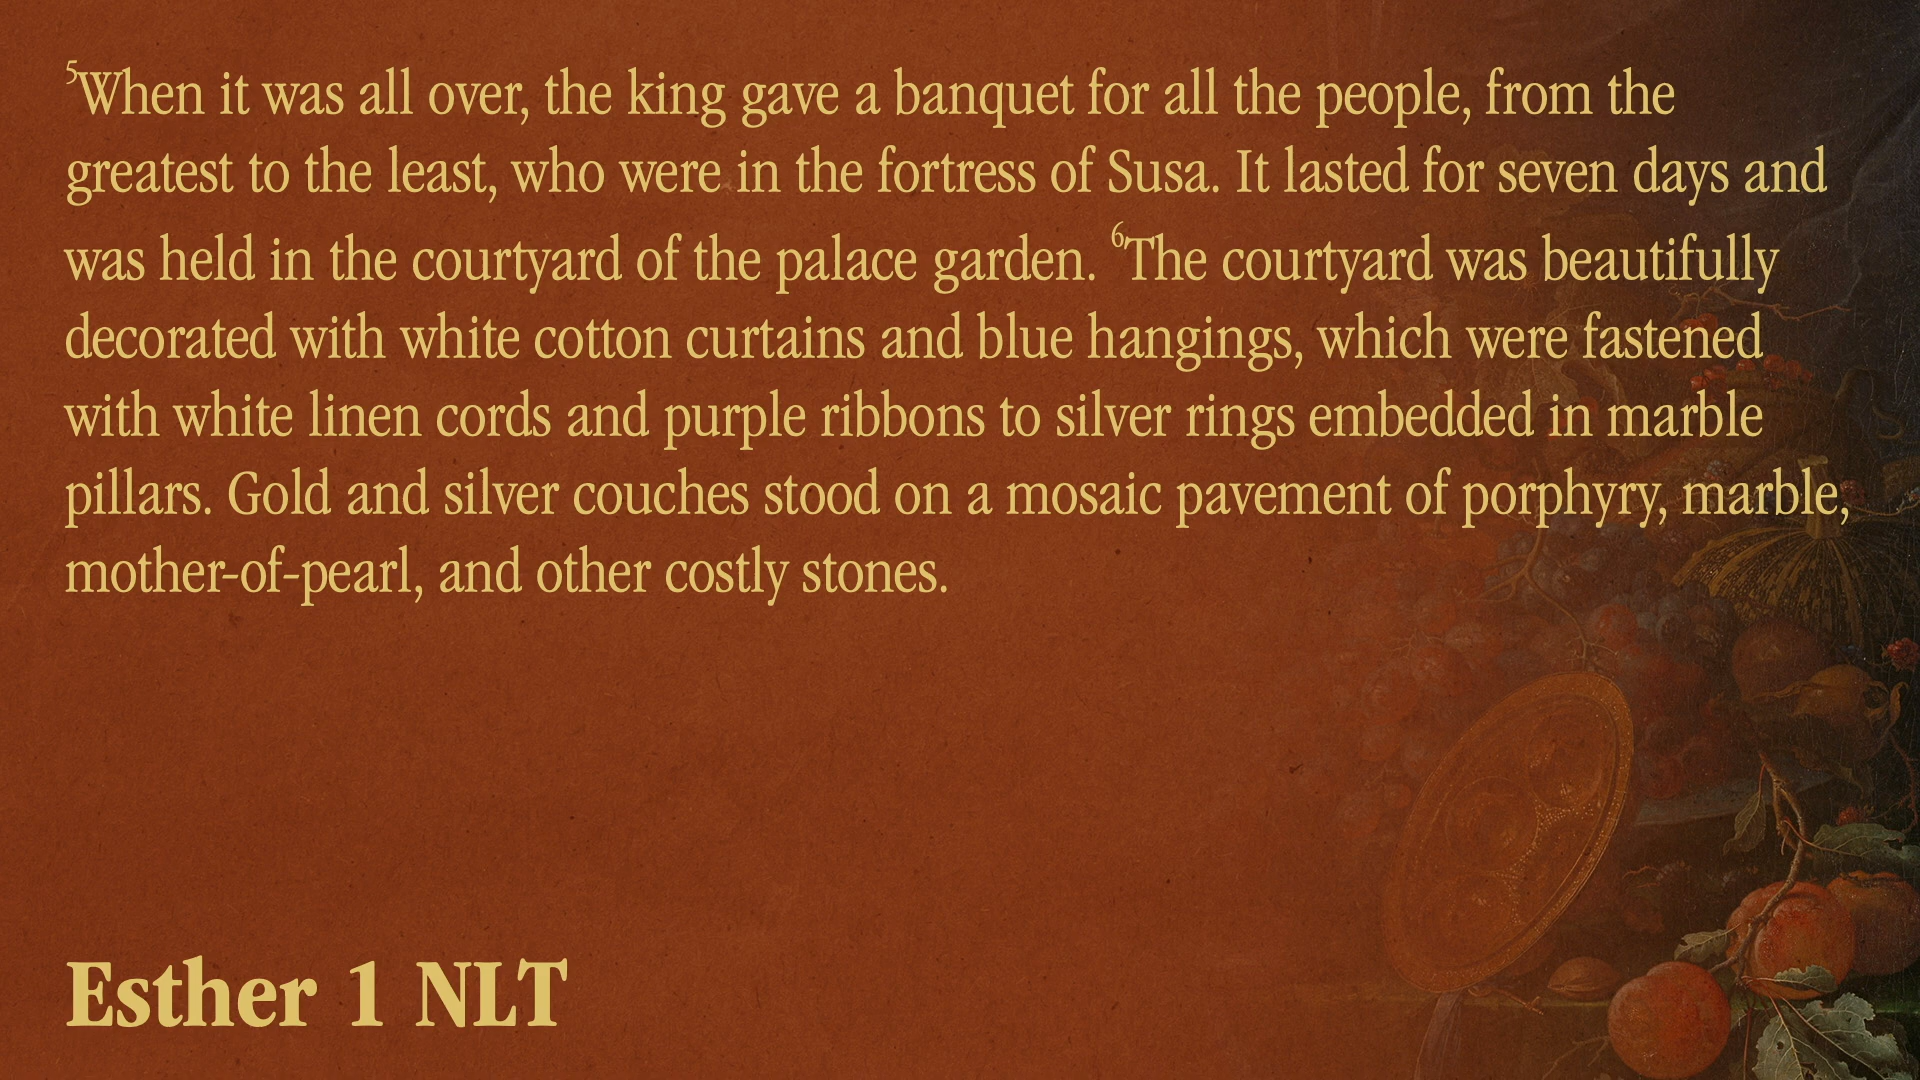 5When it was all over, the king gave a banquet for all the people, from the
greatest to the least, who were in the fortress of Susa. It lasted for seven days and
was held in the courtyard of the palace garden. 6The courtyard was beautifully
decorated with white cotton curtains and blue hangings, which were fastened
with white linen cords and purple ribbons to silver rings embedded in marble
pillars. Gold and silver couches stood on a mosaic pavement of porphyry, marble,
mother-of-pearl, and other costly stones.
Esther 1 NLT